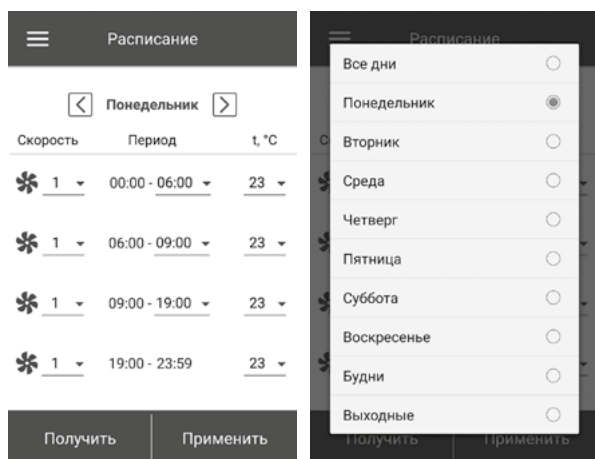 Расписание
Понедельник
Скорость Период t, °C
1 00:00 - 06:00 23
1 06:00 - 09:00 23
1 09:00 - 19:00 23
1 19:00 - 23:59 23
Получить Применить
Расписание
Все дни
Понедельник
С Вторник
Среда
Четверг
Пятница
Суббота
Воскресенье
Будни
Выходные
Получить Применить